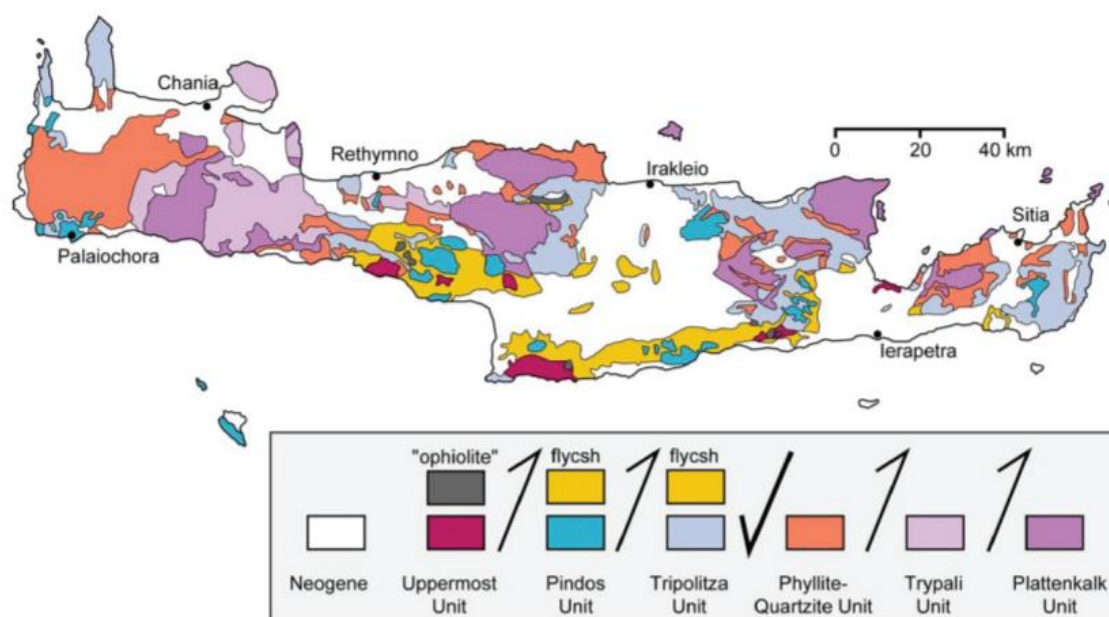 Chania
Rethymno
Irakleio
0 20 40 km
Sitia
Palaiochora
Ierapetra
"ophiolite" flycsh flycsh
Neogene Uppermost Pindos Tripolitza Phyllite- Trypali Plattenkalk
Unit Unit Unit Quartzite Unit Unit Unit